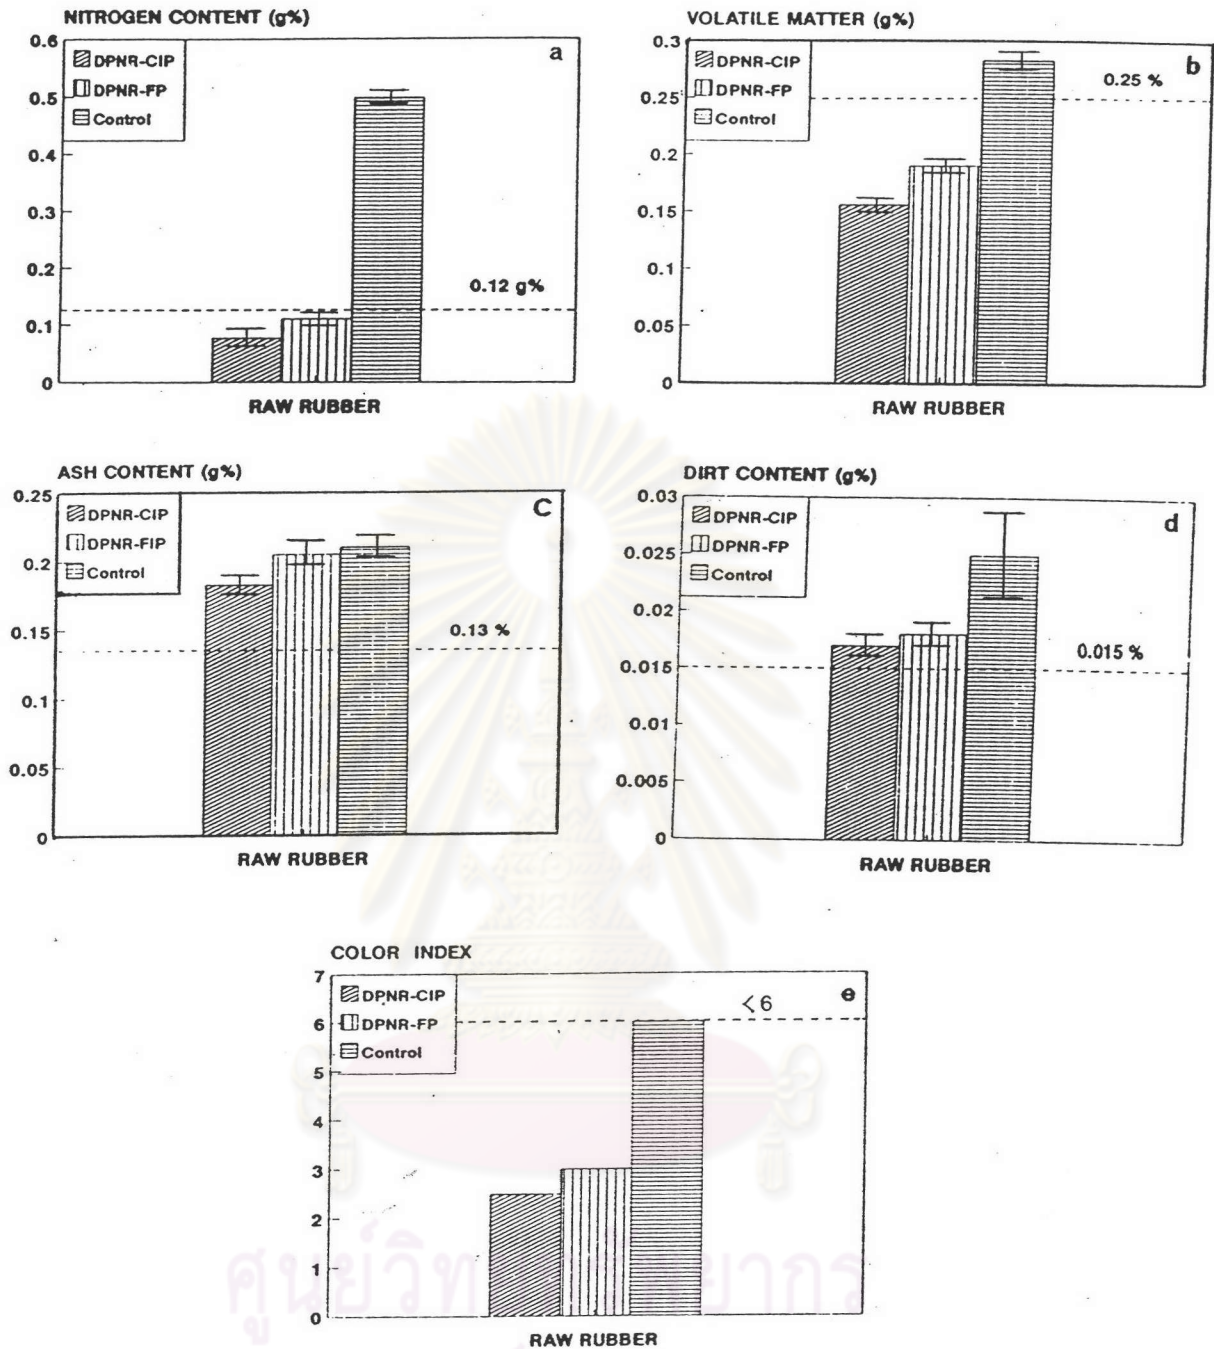 NITROGEN CONTENT (g%)
0.6
0.5
0.4
0.3
0.2
0.1
0
DPNR-CIP
DPNR-FP
Control
a
0.12 g%
RAW RUBBER
VOLATILE MATTER (g%)
0.3
0.25
0.2
0.15
0.1
0.05
0
DPNR-CIP
DPNR-FP
Control
b
0.25 %
RAW RUBBER
ASH CONTENT (g%)
0.25
0.2
0.15
0.1
0.05
0
DPNR-CIP
DPNR-FIP
Control
C
0.13 %
RAW RUBBER
DIRT CONTENT (g%)
0.03
0.025
0.02
0.015
0.01
0.005
0
DPNR-CIP
DPNR-FP
Control
d
0.015 %
RAW RUBBER
COLOR INDEX
7
6
5
4
3
2
1
0
DPNR-CIP
DPNR-FP
Control
e
<6
RAW RUBBER